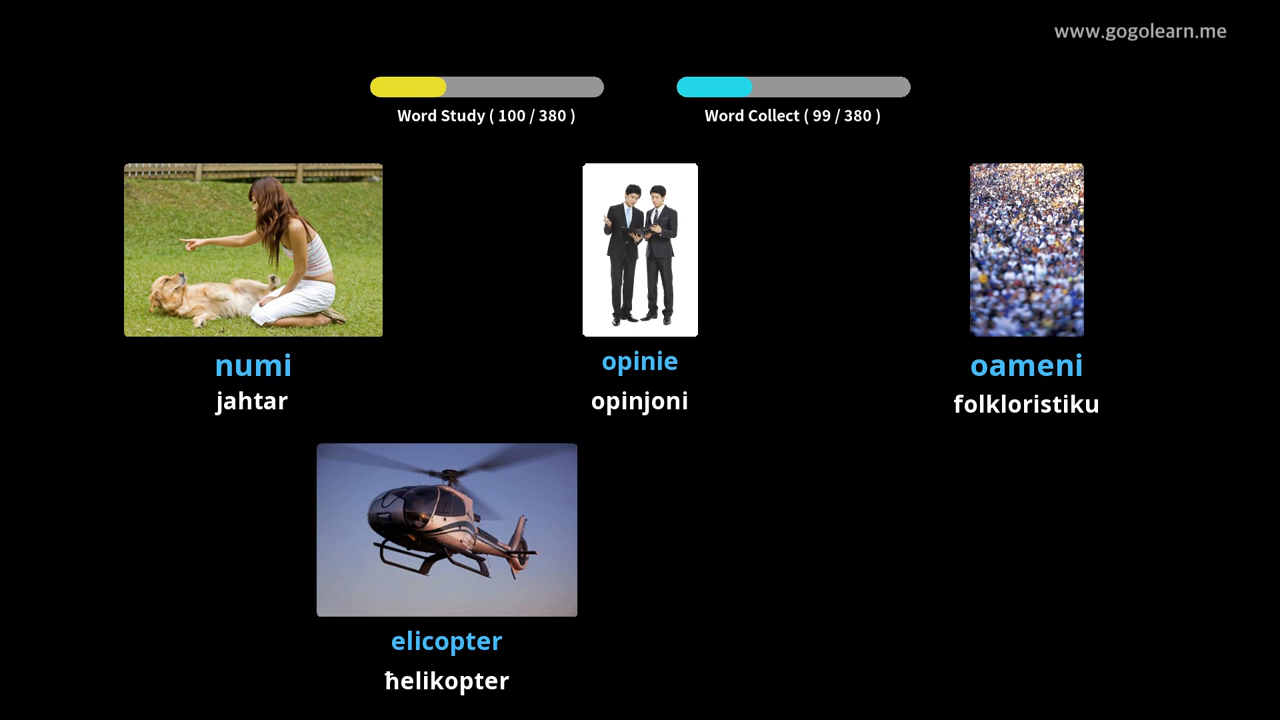 www.gogolearn.me
Word Study ( 100 / 380 )
Word Collect ( 99 / 380 )
numi
jahtar
opinie
opinjoni
oameni
folkloristiku
elicopter
ħelikopter